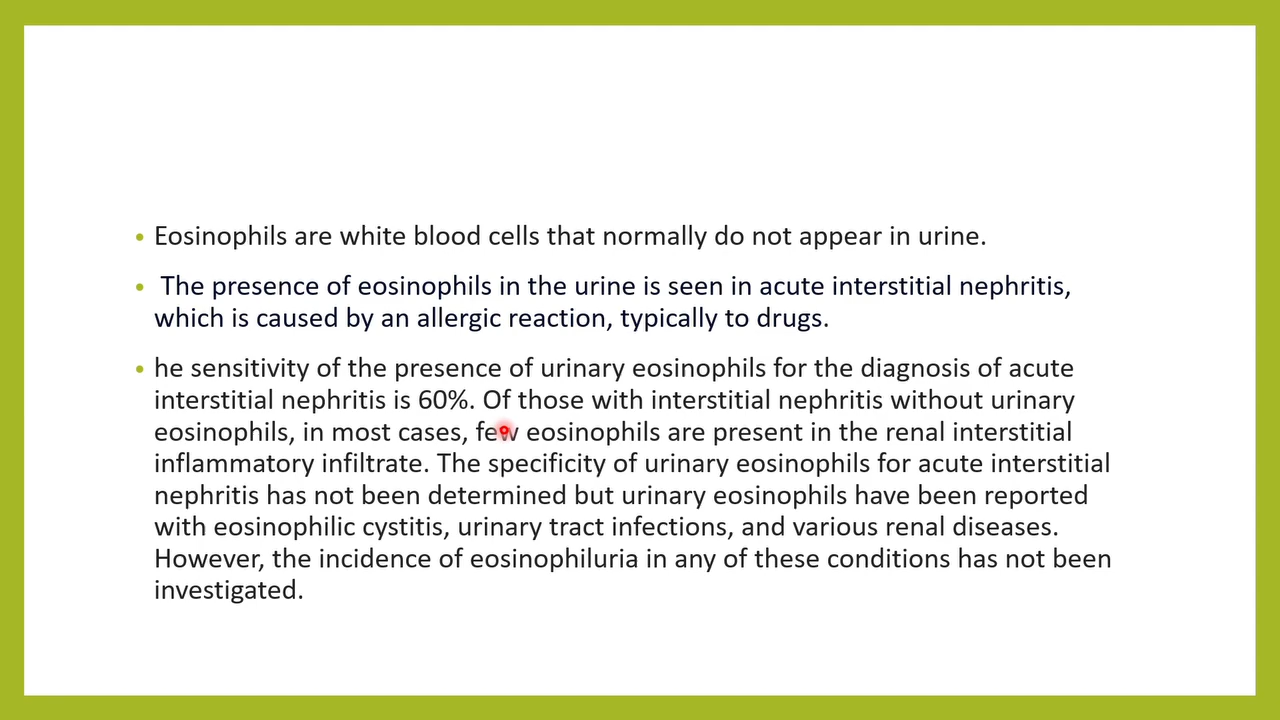 • Eosinophils are white blood cells that normally do not appear in urine.
• The presence of eosinophils in the urine is seen in acute interstitial nephritis,
which is caused by an allergic reaction, typically to drugs.
• he sensitivity of the presence of urinary eosinophils for the diagnosis of acute
interstitial nephritis is 60%. Of those with interstitial nephritis without urinary
eosinophils, in most cases, few eosinophils are present in the renal interstitial
inflammatory infiltrate. The specificity of urinary eosinophils for acute interstitial
nephritis has not been determined but urinary eosinophils have been reported
with eosinophilic cystitis, urinary tract infections, and various renal diseases.
However, the incidence of eosinophiluria in any of these conditions has not been
investigated.